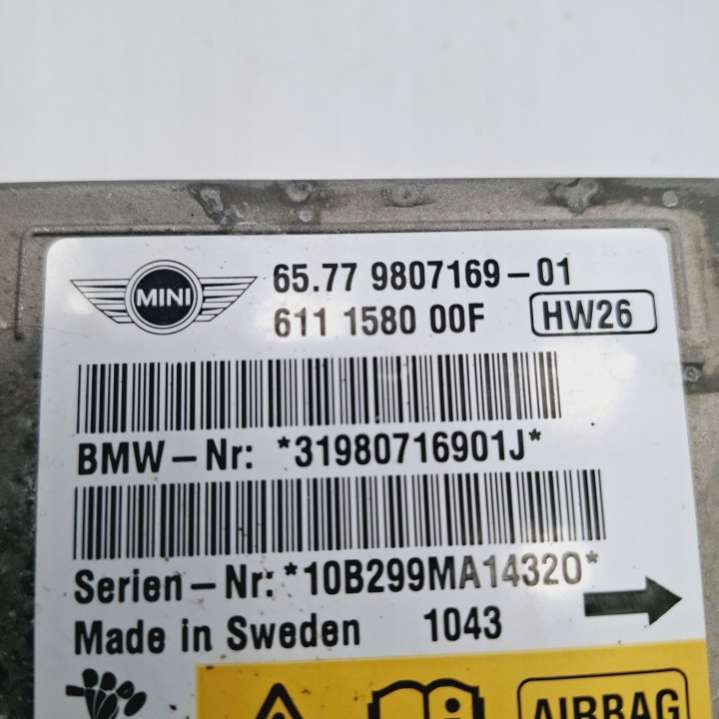 MINI
65.77 9807169-01
611 1580 00F HW26
BMW-Nr: *31980716901J*
Serien-Nr: *10B299MA14320*
Made in Sweden 1043
AIRBAG